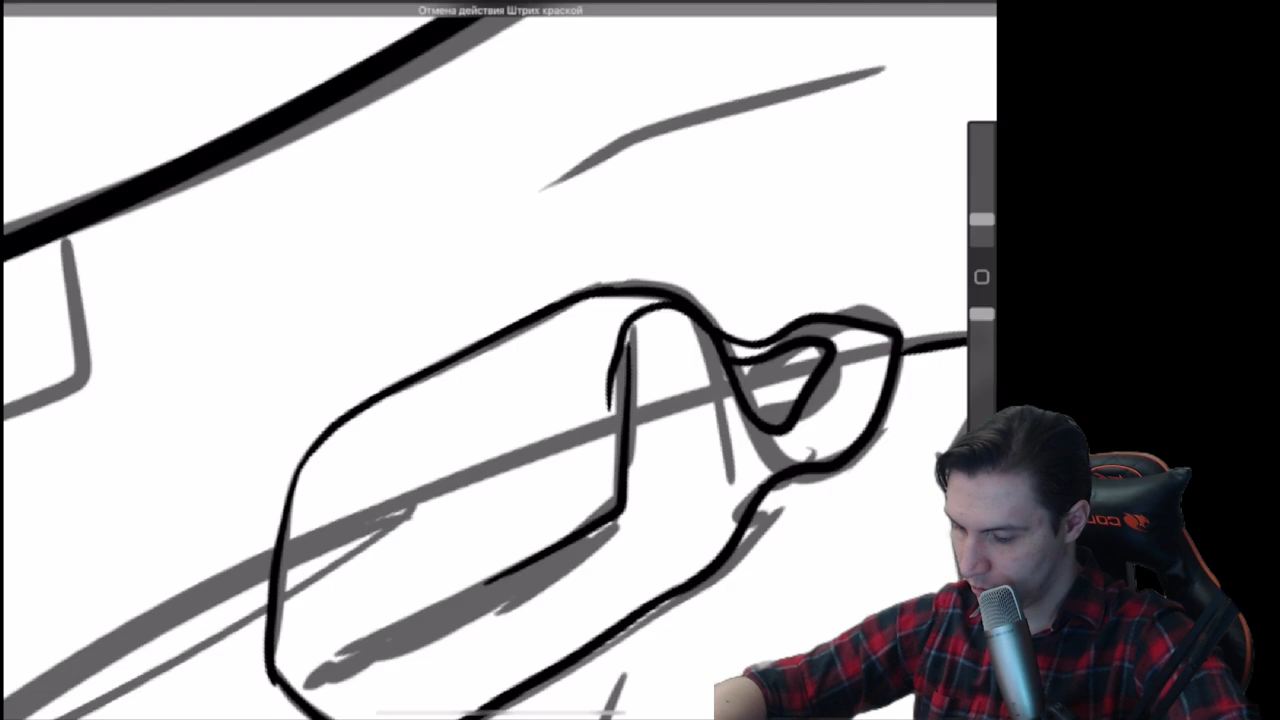 Отмена действия Штрих краской